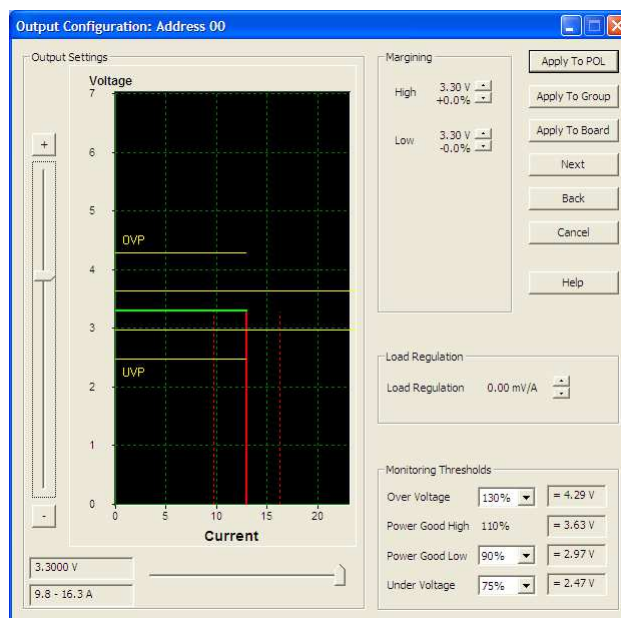 Output Configuration: Address 00
Output Settings
Voltage
7
6
5
4
3
2
1
0
OVP
UVP
0 5 10 15 20
Current
+
-
3.3000 V
9.8 - 16.3 A
Margining
High 3.30 V
+0.0%
Low 3.30 V
-0.0%
Apply To POL
Apply To Group
Apply To Board
Next
Back
Cancel
Help
Load Regulation
Load Regulation 0.00 mV/A
Monitoring Thresholds
Over Voltage 130% = 4.29 V
Power Good High 110% = 3.63 V
Power Good Low 90% = 2.97 V
Under Voltage 75% = 2.47 V